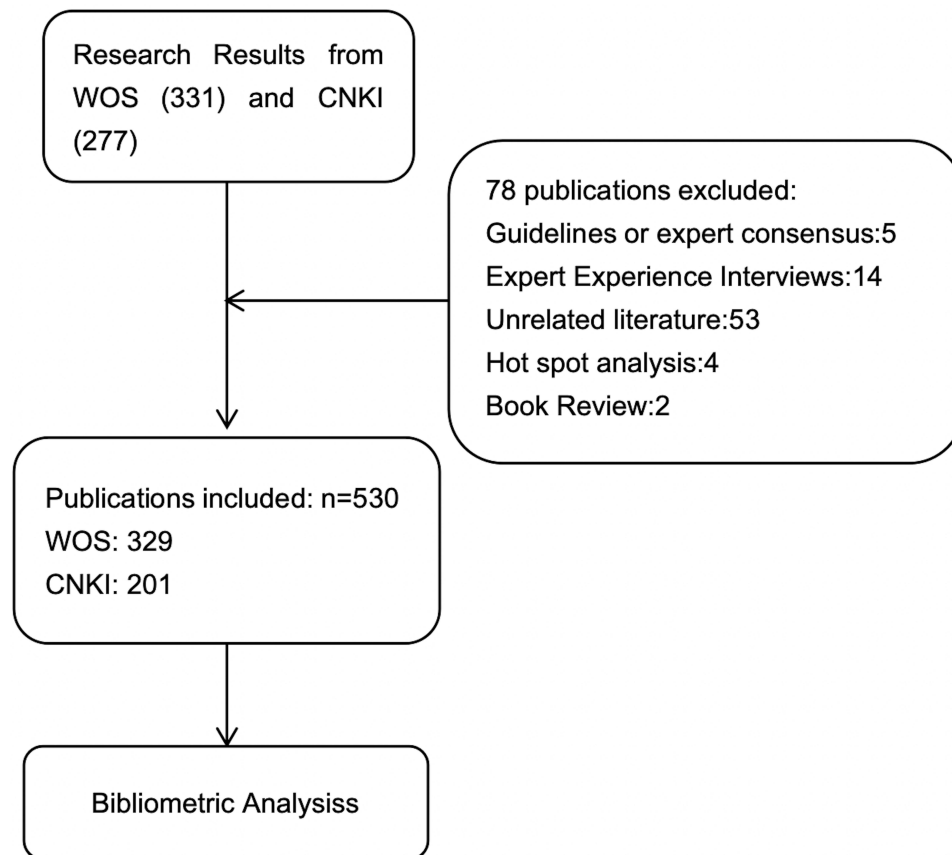 Research Results from
WOS (331) and CNKI
(277)
78 publications excluded:
Guidelines or expert consensus:5
Expert Experience Interviews:14
Unrelated literature:53
Hot spot analysis:4
Book Review:2
Publications included: n=530
WOS: 329
CNKI: 201
Bibliometric Analysiss